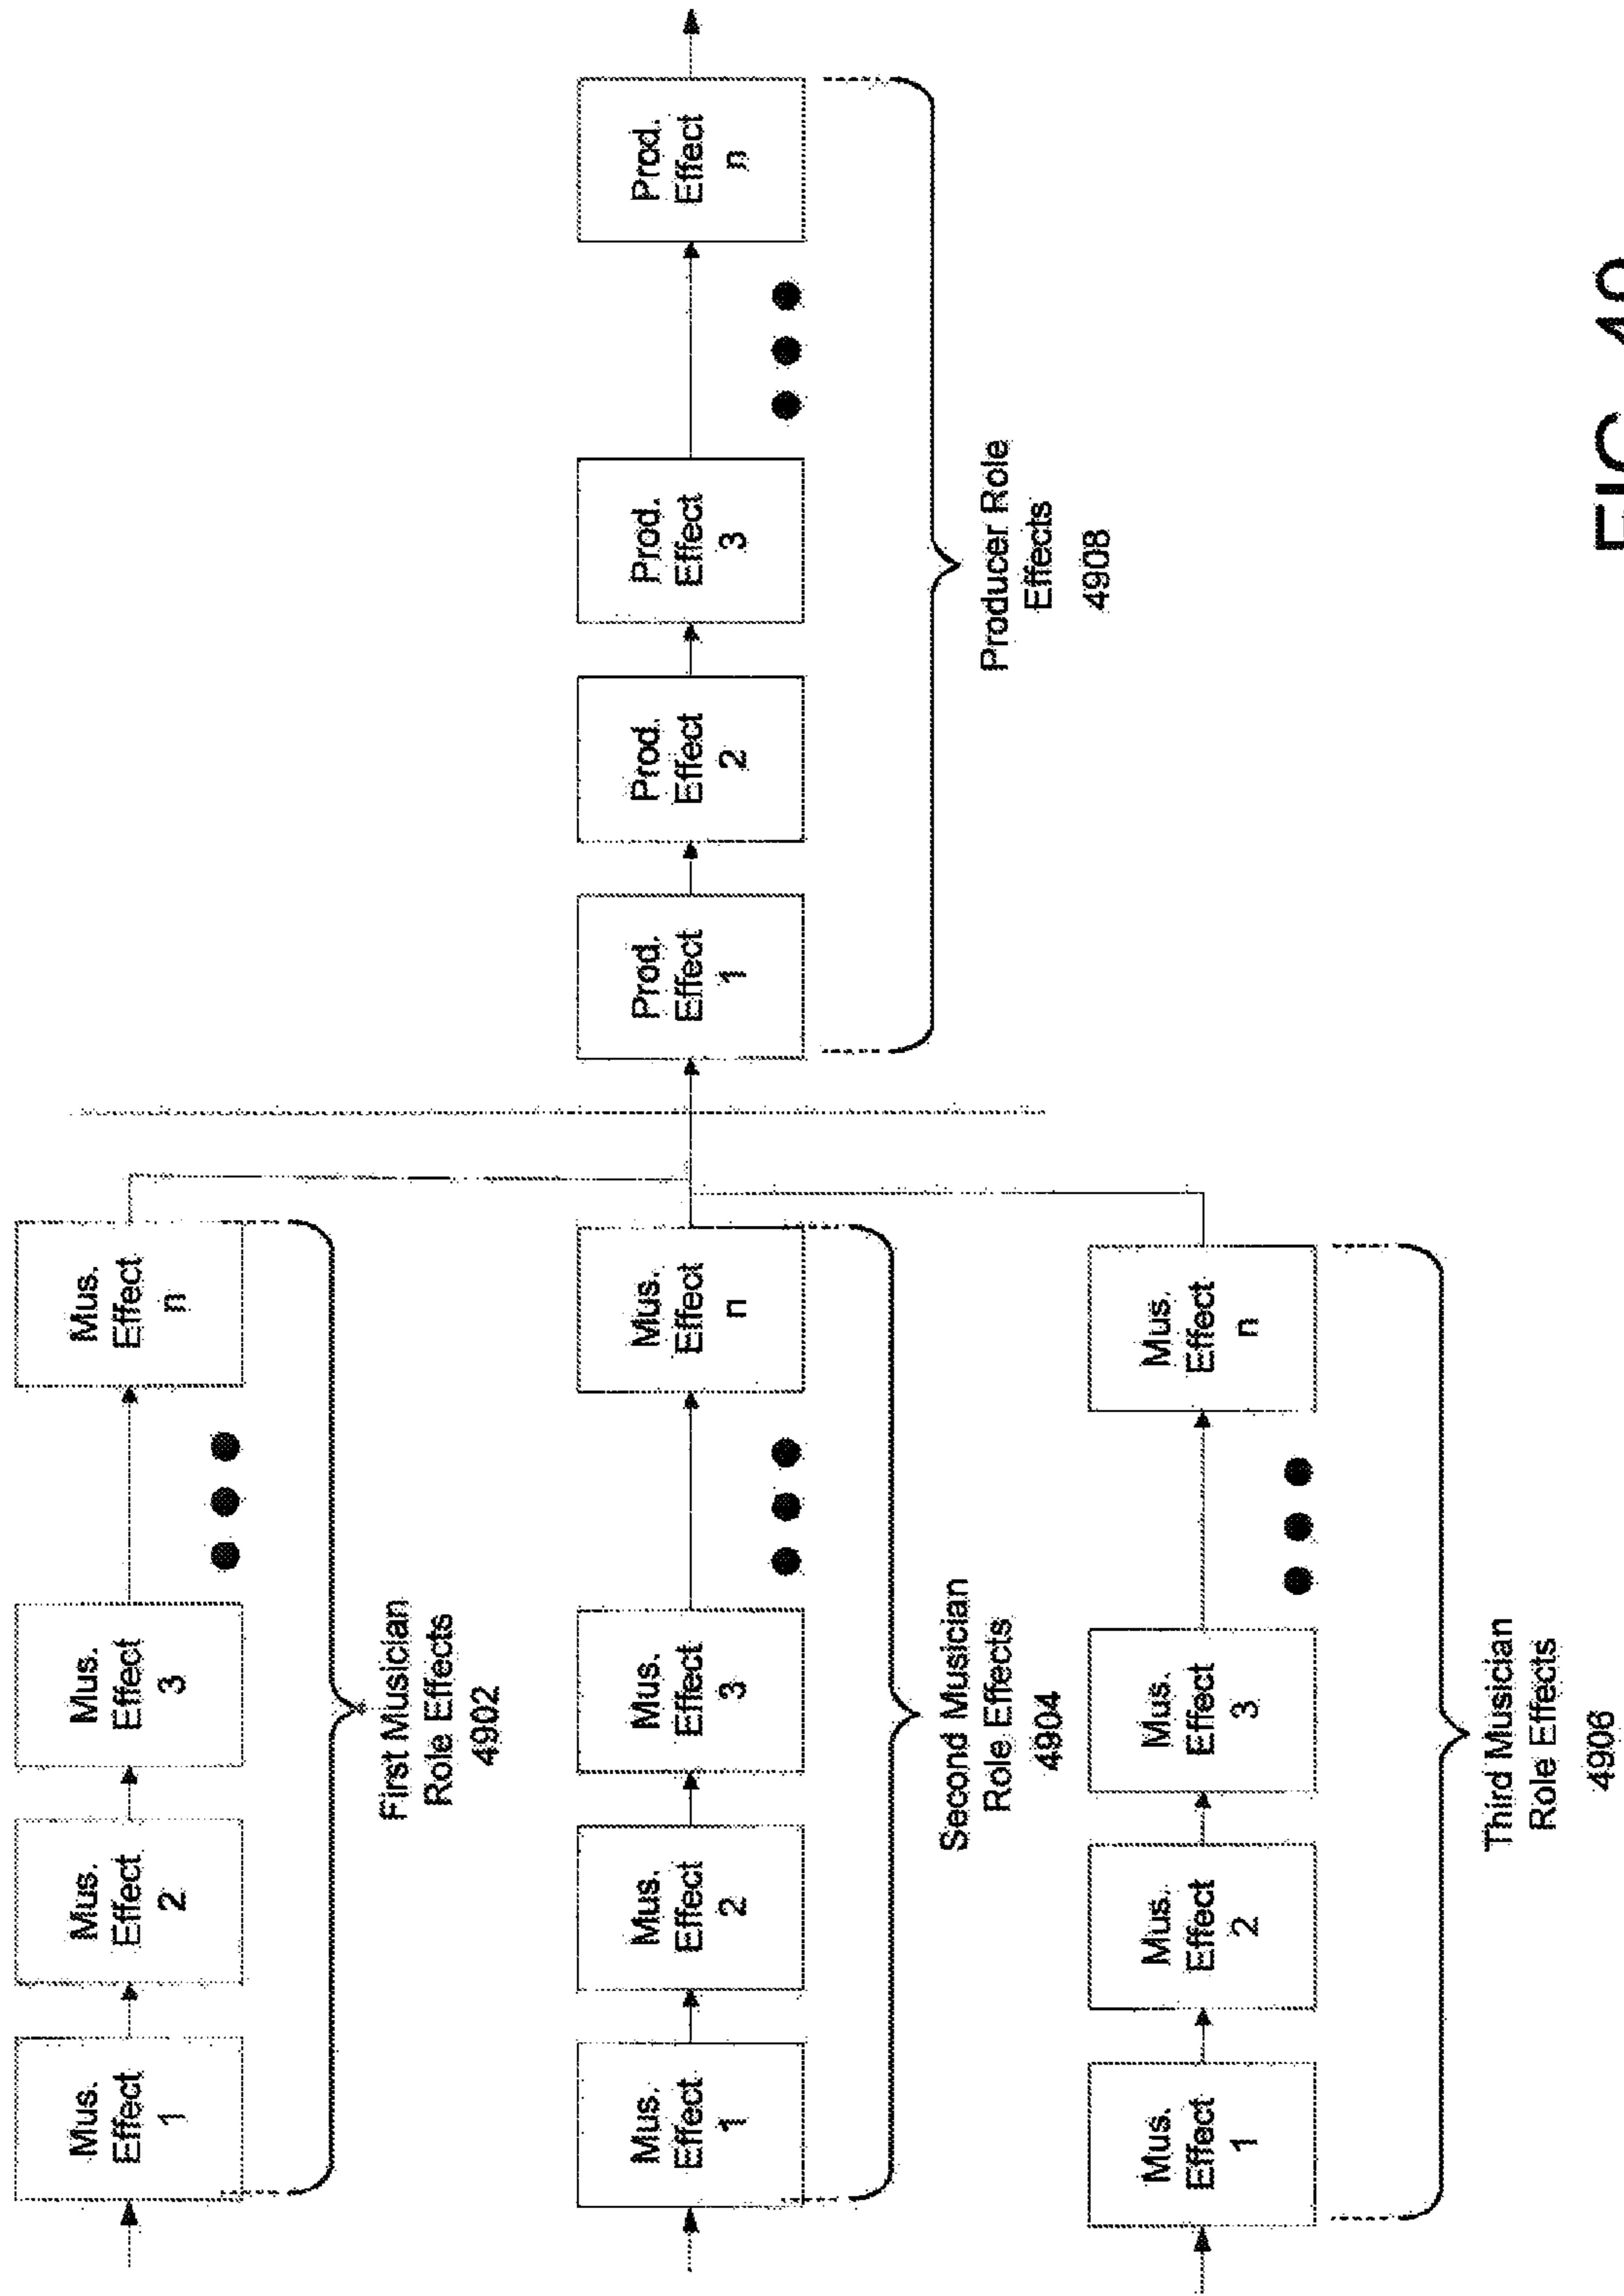 Mus.
Effect
1
Mus.
Effect
2
Mus.
Effect
3
Mus.
Effect
n
First Musician
Role Effects
4902
Mus.
Effect
1
Mus.
Effect
2
Mus.
Effect
3
Mus.
Effect
n
Second Musician
Role Effects
4904
Prod.
Effect
1
Prod.
Effect
2
Prod.
Effect
3
Prod.
Effect
n
Producer Role
Effects
4908
Mus.
Effect
1
Mus.
Effect
2
Mus.
Effect
3
Mus.
Effect
n
Third Musician
Role Effects
4906
FIG. 49